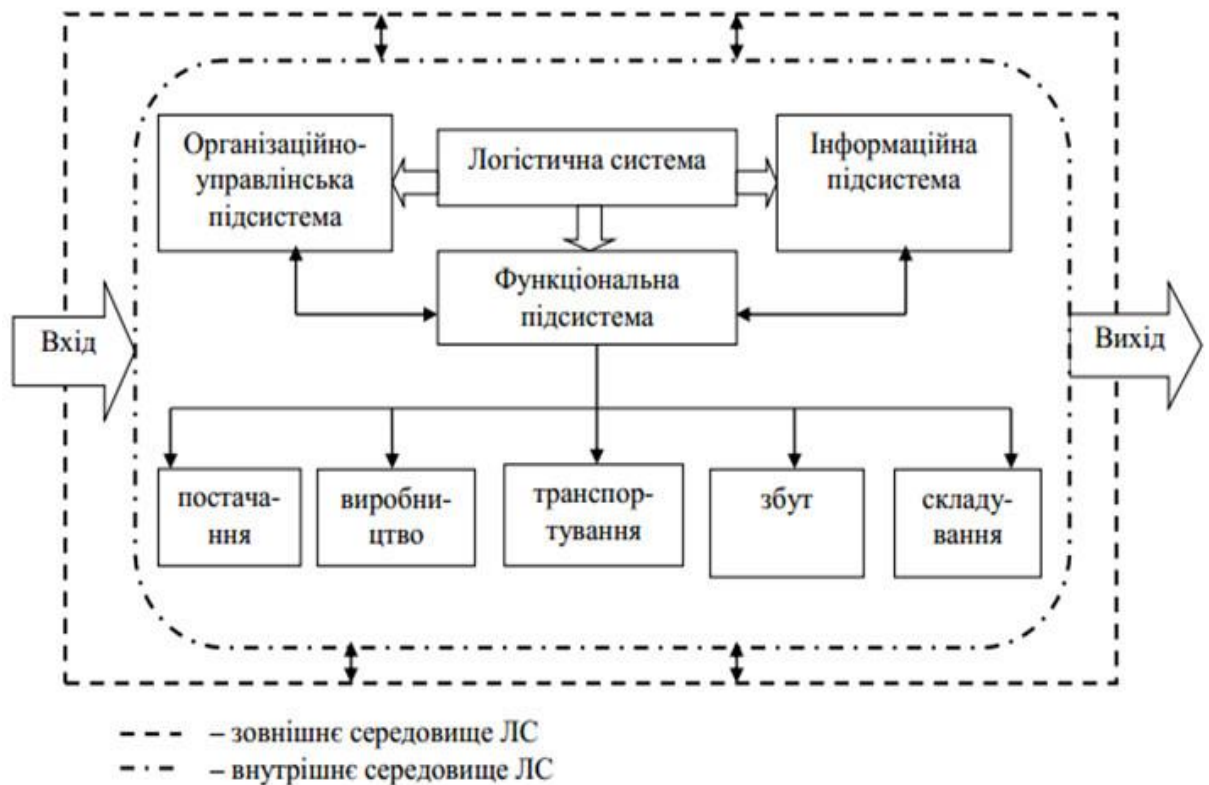 Організаційно-
управлінська
підсистема
Логістична система
Інформаційна
підсистема
Функціональна
підсистема
Вхід
Вихід
постача-
ння
виробни-
цтво
транспор-
тування
збут
складу-
вання
– зовнішнє середовище ЛС
– внутрішнє середовище ЛС